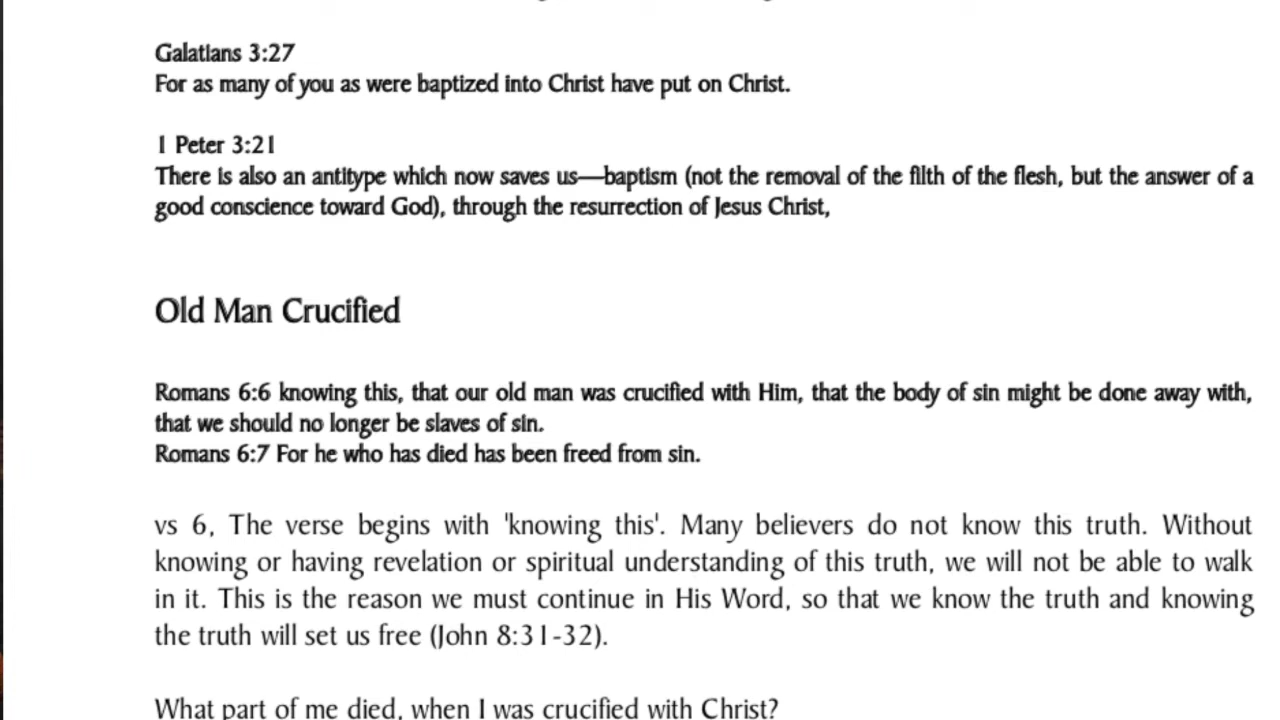 Galatians 3:27
For as many of you as were baptized into Christ have put on Christ.
1 Peter 3:21
There is also an antitype which now saves us—baptism (not the removal of the filth of the flesh, but the answer of a
good conscience toward God), through the resurrection of Jesus Christ,
Old Man Crucified
Romans 6:6 knowing this, that our old man was crucified with Him, that the body of sin might be done away with,
that we should no longer be slaves of sin.
Romans 6:7 For he who has died has been freed from sin.
vs 6, The verse begins with 'knowing this'. Many believers do not know this truth. Without
knowing or having revelation or spiritual understanding of this truth, we will not be able to walk
in it. This is the reason we must continue in His Word, so that we know the truth and knowing
the truth will set us free (John 8:31-32).
What part of me died, when I was crucified with Christ?